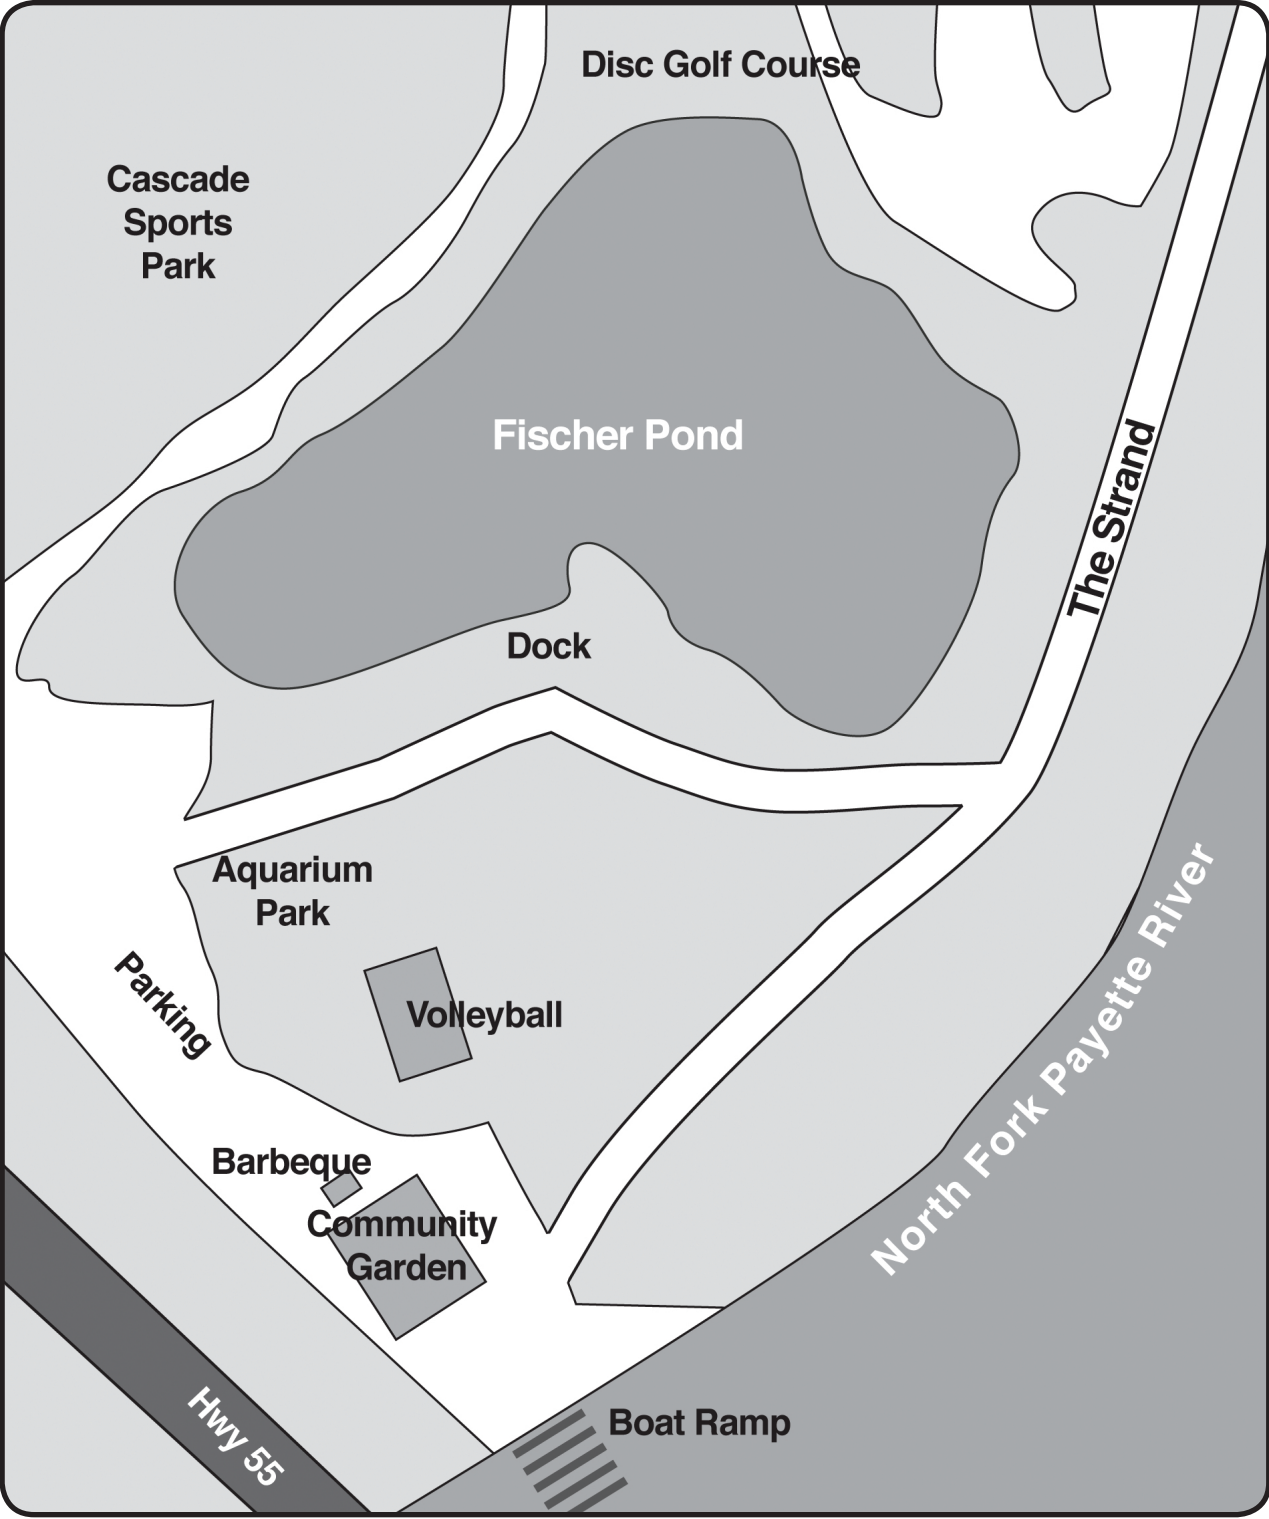 Disc Golf Course
Cascade
Sports
Park
Fischer Pond
The Strand
Dock
Aquarium
Park
Parking
Volleyball
North Fork Payette River
Barbeque
Community
Garden
Hwy 55
Boat Ramp